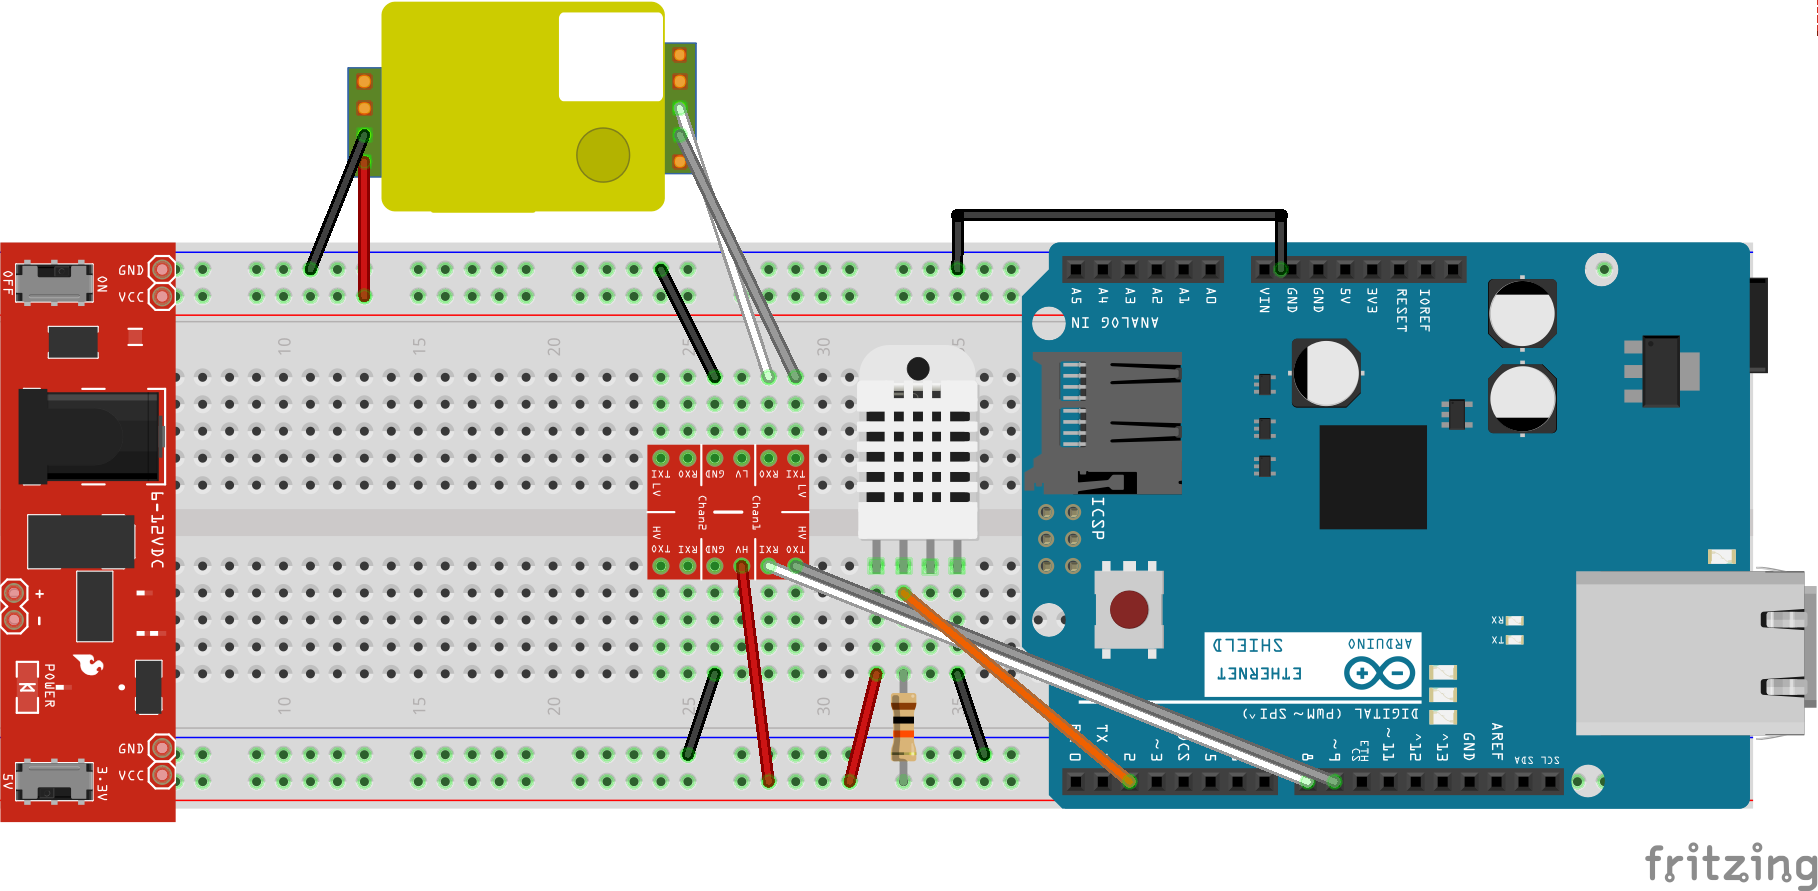 OFF
ON
GND
VCC
6-12VDC
+
-
POWER
GND
VCC
5V
3.3V
10
15
20
25
30
35
10
15
20
25
30
35
TXI
RXO
GND
LV
RXO
TXI
LV
LV
Chan2
Chan1
HV
HV
TXO
RXI
GND
HV
RXI
TXO
A5
A4
A3
A2
A1
A0
ANALOG IN
VIN
GND
GND
5V
3V3
RESET
IOREF
ICSP
RX
TX
ARDUINO
ETHERNET
SHIELD
DIGITAL (PWM~ SPI^)
0
TX
2
~3
5
8
~9
ETH
CS
~11
^12
^13
GND
AREF
SDA
SCL
fritzing